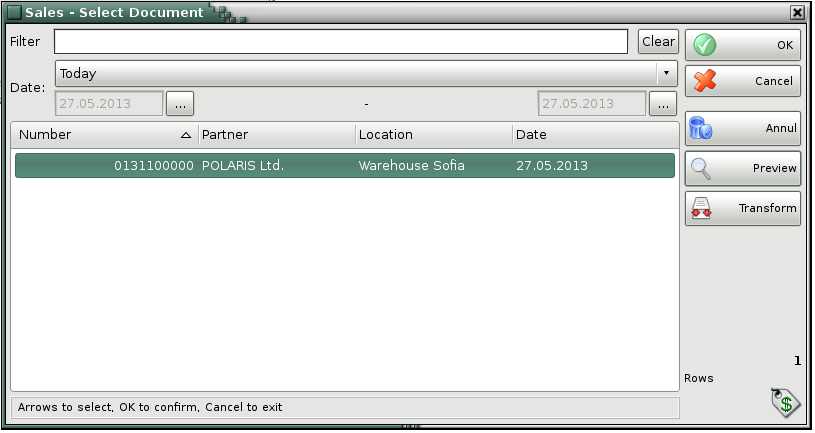 Sales - Select Document
Filter
Clear
OK
Date:
Today
Cancel
27.05.2013 ... - 27.05.2013 ...
Number Partner Location Date
Annul
0131100000 POLARIS Ltd. Warehouse Sofia 27.05.2013
Preview
Transform
1
Rows
Arrows to select, OK to confirm, Cancel to exit
$